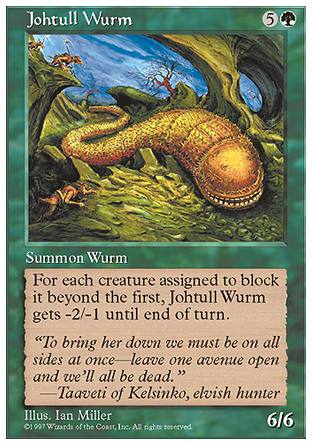 Johtull Wurm 5
Summon Wurm
For each creature assigned to block
it beyond the first, Johtull Wurm
gets -2/-1 until end of turn.
"To bring her down we must be on all
sides at once—leave one avenue open
and we'll all be dead."
—Taaveti of Kelsinko, elvish hunter
Illus. Ian Miller
©1997 Wizards of the Coast, Inc. All rights reserved.
6/6